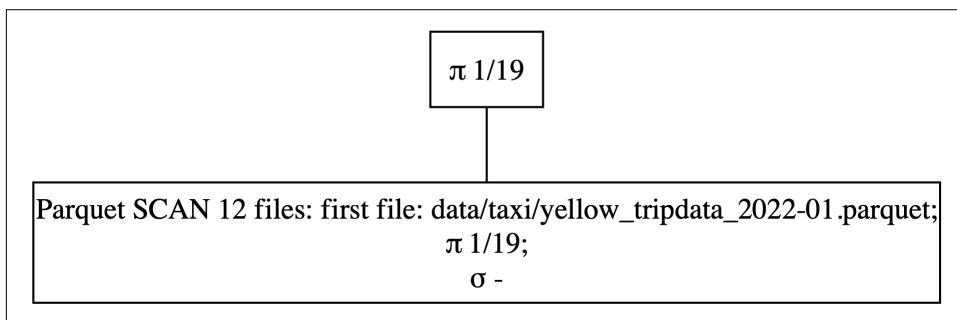 π 1/19
Parquet SCAN 12 files: first file: data/taxi/yellow_tripdata_2022-01.parquet;
π 1/19;
σ -